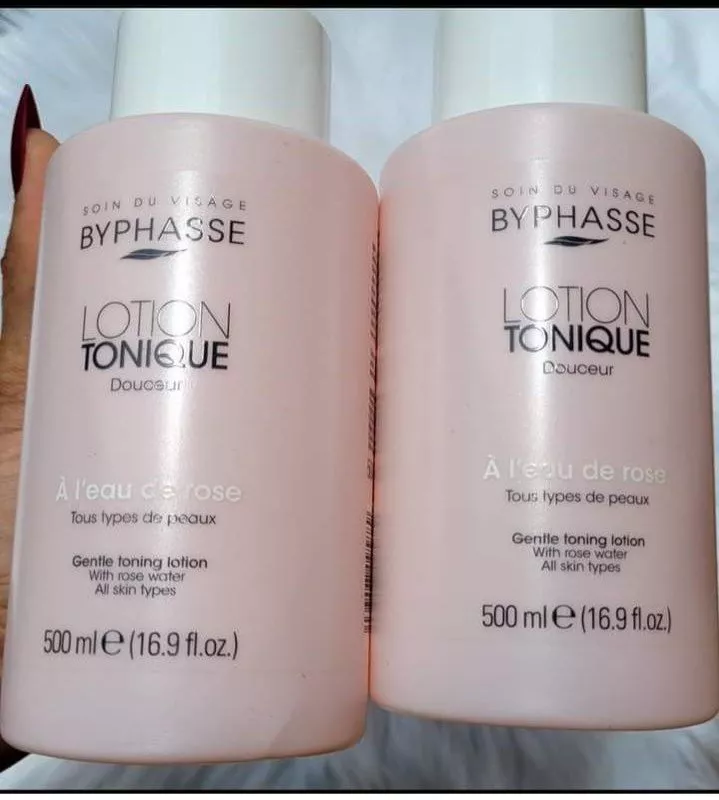 SOIN DU VISAGE
BYPHASSE
LOTION
TONIQUE
Douceur
À l'eau de rose
Tous types de peaux
Gentle toning lotion
With rose water
All skin types
500 ml e (16.9 fl.oz.)
SOIN DU VISAGE
BYPHASSE
LOTION
TONIQUE
Douceur
À l'eau de rose
Tous types de peaux
Gentle toning lotion
With rose water
All skin types
500 ml e (16.9 fl.oz.)